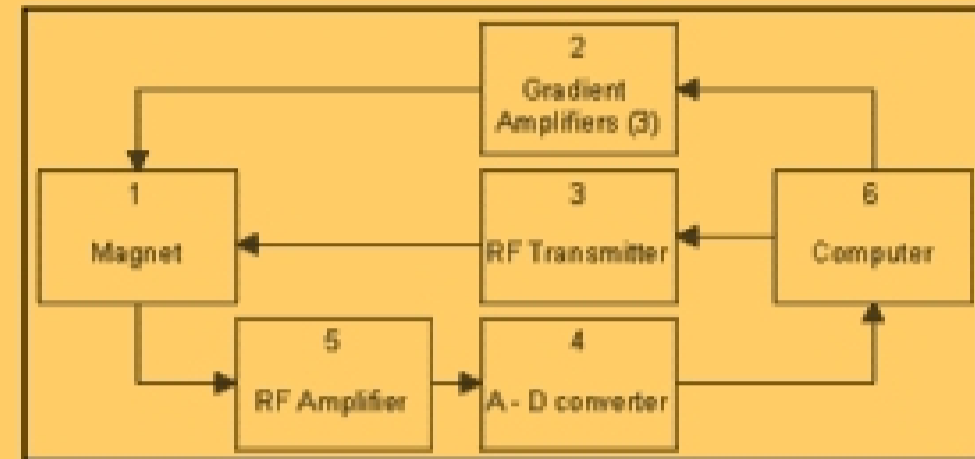 2
Gradient
Amplifiers (3)
1
Magnet
3
RF Transmitter
6
Computer
5
RF Amplifier
4
A - D converter